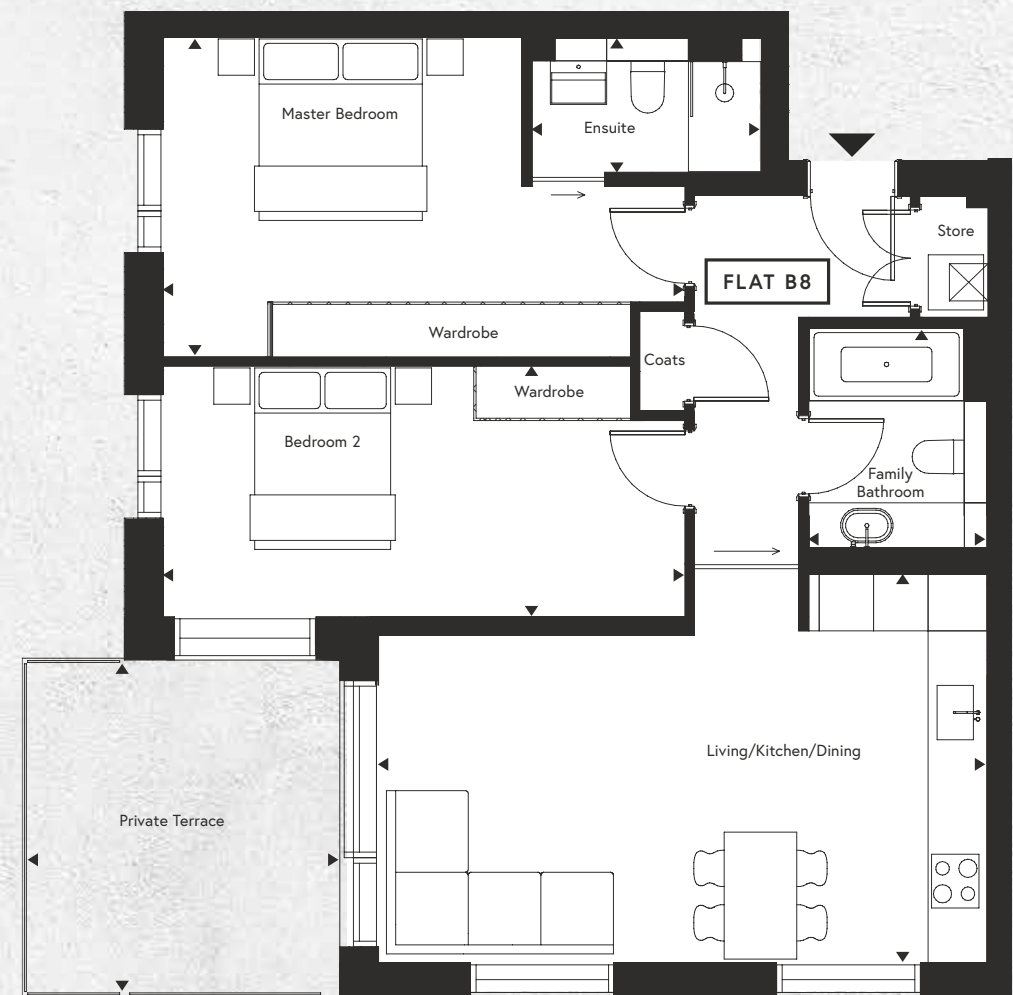 Master Bedroom
Ensuite
Store
FLAT B8
Wardrobe
Coats
Wardrobe
Bedroom 2
Family
Bathroom
Living/Kitchen/Dining
Private Terrace